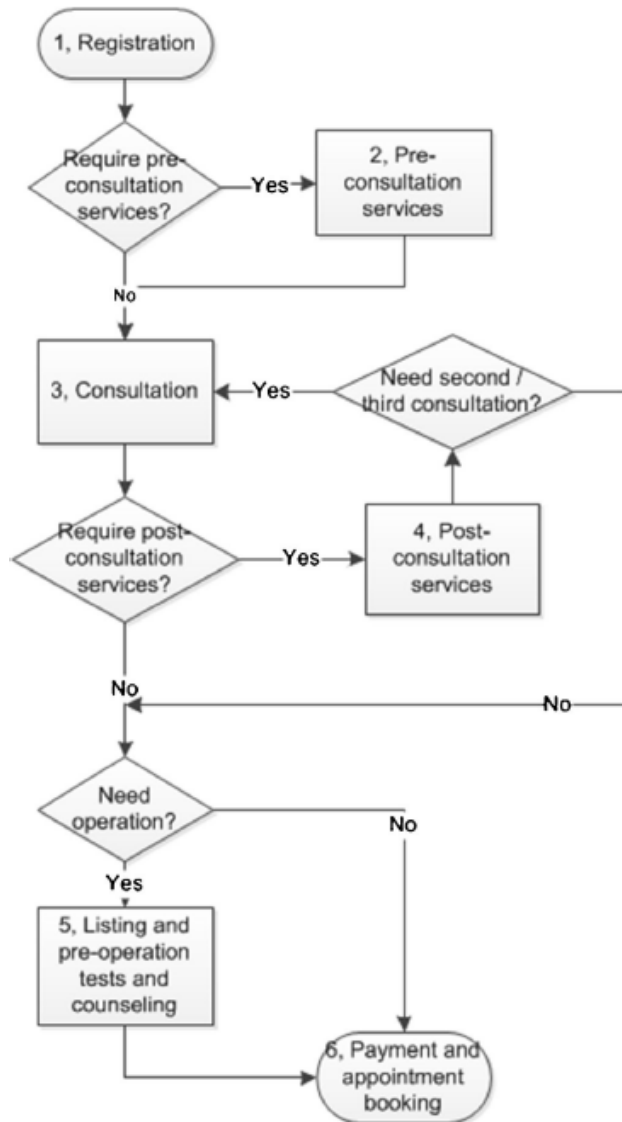 1, Registration
Require pre-
consultation
services?
Yes
2, Pre-
consultation
services
No
3, Consultation
Yes
Need second /
third consultation?
Require post-
consultation
services?
Yes
4, Post-
consultation
services
No
No
Need
operation?
No
Yes
5, Listing and
pre-operation
tests and
counseling
6, Payment and
appointment
booking